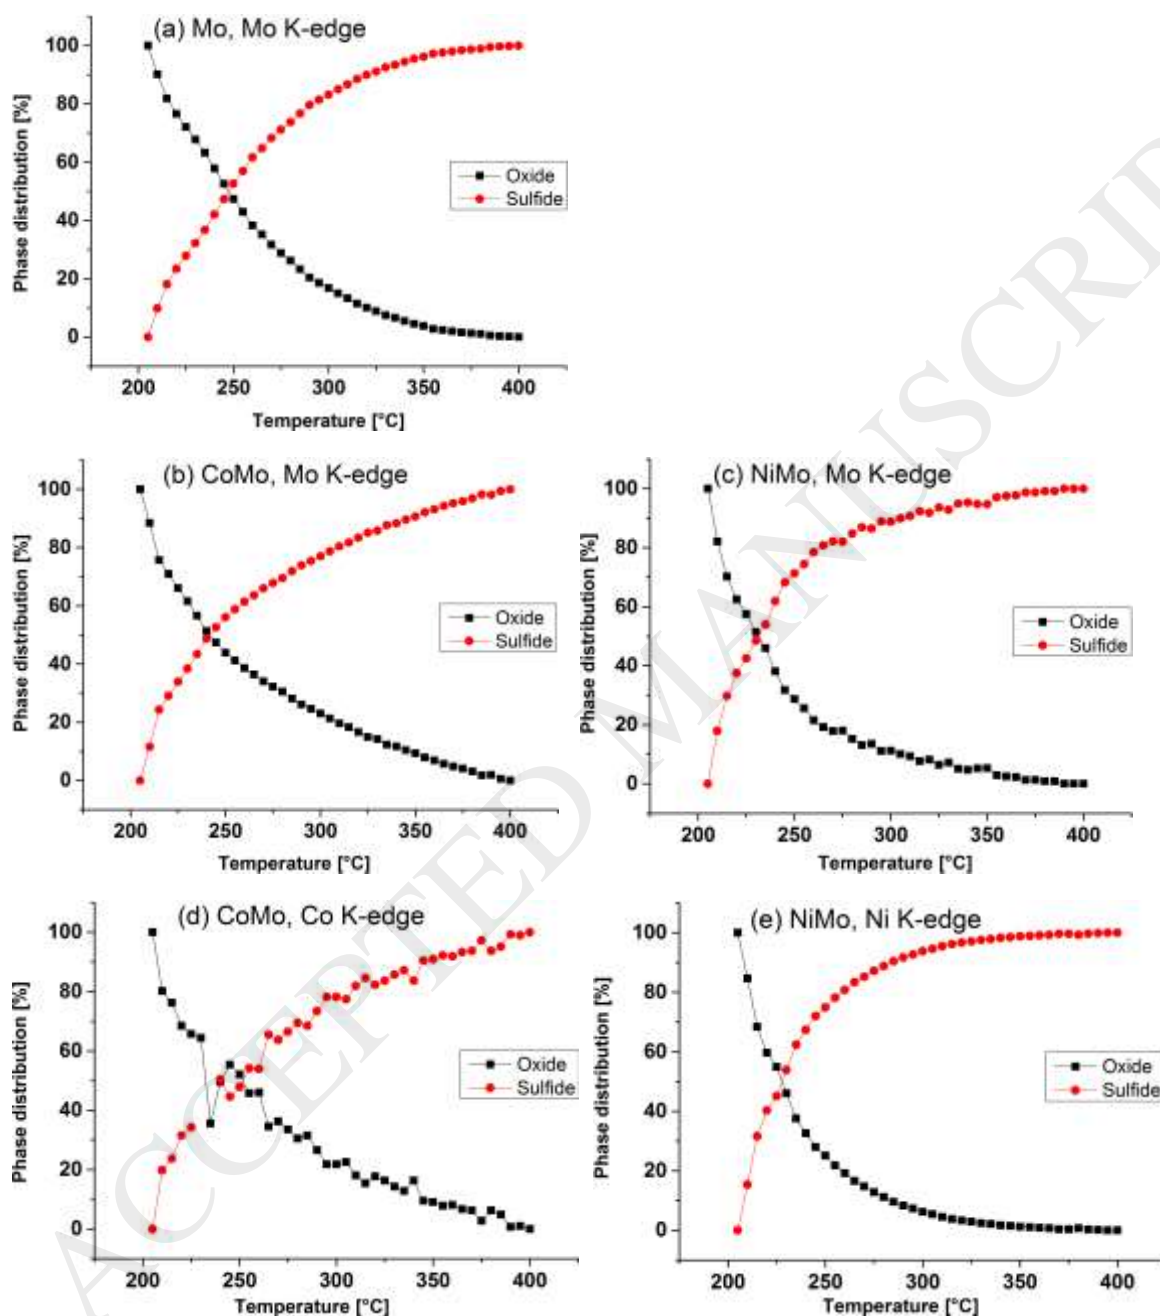 (a) Mo, Mo K-edge
Phase distribution [%]
100
80
60
40
20
0
Oxide
Sulfide
200 250 300 350 400
Temperature [°C]
(b) CoMo, Mo K-edge
Phase distribution [%]
100
80
60
40
20
0
Oxide
Sulfide
200 250 300 350 400
Temperature [°C]
(c) NiMo, Mo K-edge
Phase distribution [%]
100
80
60
40
20
0
Oxide
Sulfide
200 250 300 350 400
Temperature [°C]
(d) CoMo, Co K-edge
Phase distribution [%]
100
80
60
40
20
0
Oxide
Sulfide
200 250 300 350 400
Temperature [°C]
(e) NiMo, Ni K-edge
Phase distribution [%]
100
80
60
40
20
0
Oxide
Sulfide
200 250 300 350 400
Temperature [°C]
ACCEPTED MANUSCRIP